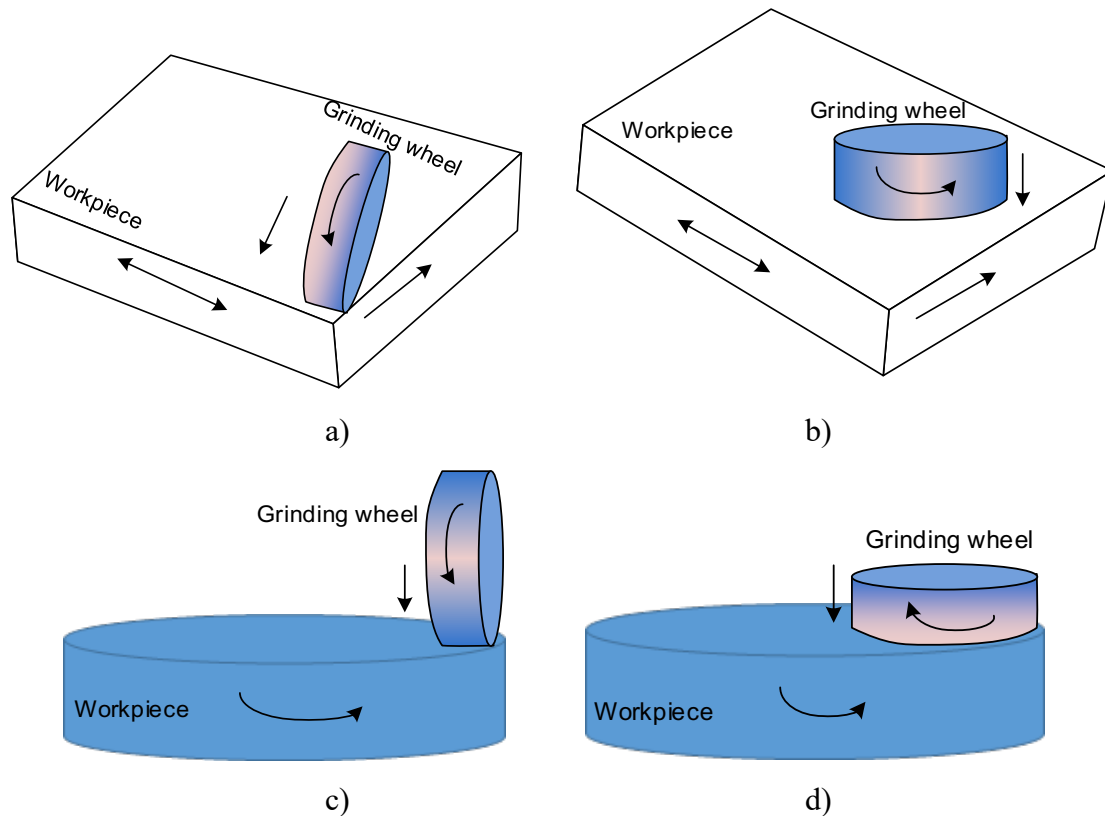 Grinding wheel
Workpiece
a)
Grinding wheel
Workpiece
b)
Grinding wheel
Workpiece
c)
Grinding wheel
Workpiece
d)